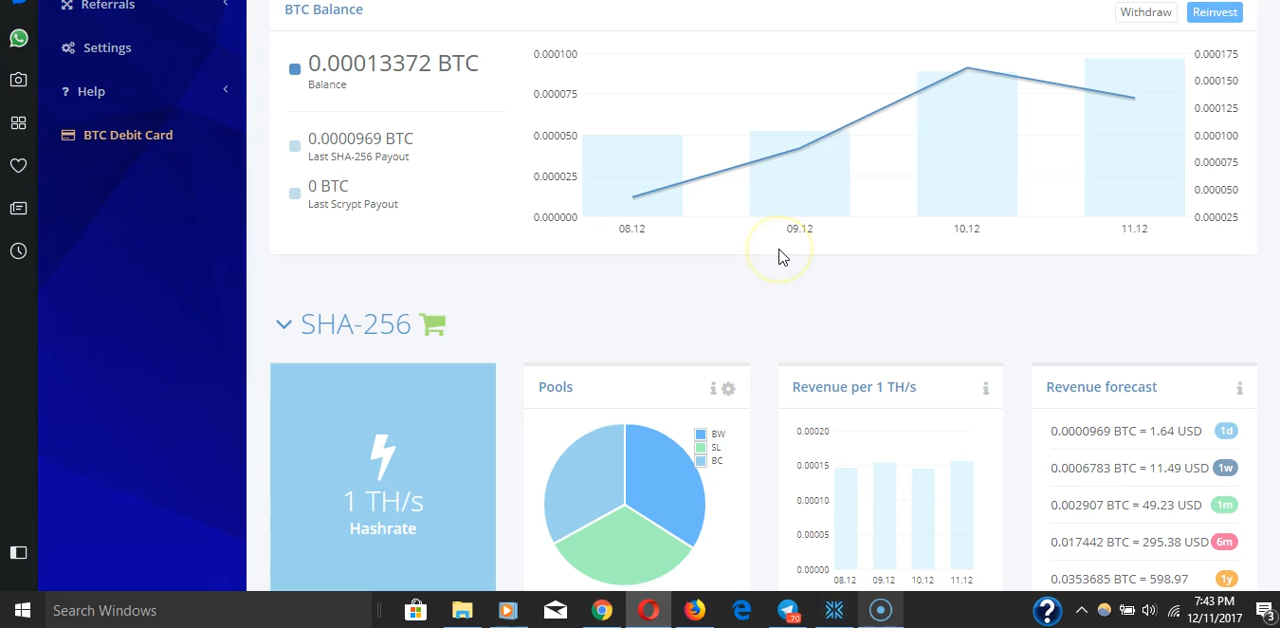 Referrals
Settings
? Help
BTC Debit Card
BTC Balance
Withdraw
Reinvest
0.00013372 BTC
Balance
0.0000969 BTC
Last SHA-256 Payout
0 BTC
Last Scrypt Payout
0.000100
0.000075
0.000050
0.000025
0.000000
0.000175
0.000150
0.000125
0.000100
0.000075
0.000050
0.000025
08.12 09.12 10.12 11.12
SHA-256
1 TH/s
Hashrate
Pools
BW
SL
BC
Revenue per 1 TH/s
0.00020
0.00015
0.00010
0.00005
0.00000
08.12 09.12 10.12 11.12
Revenue forecast
0.0000969 BTC = 1.64 USD 1d
0.0006783 BTC = 11.49 USD 1w
0.002907 BTC = 49.23 USD 1m
0.017442 BTC = 295.38 USD 6m
0.0353685 BTC = 598.97 1y
Search Windows
7:43 PM
12/11/2017